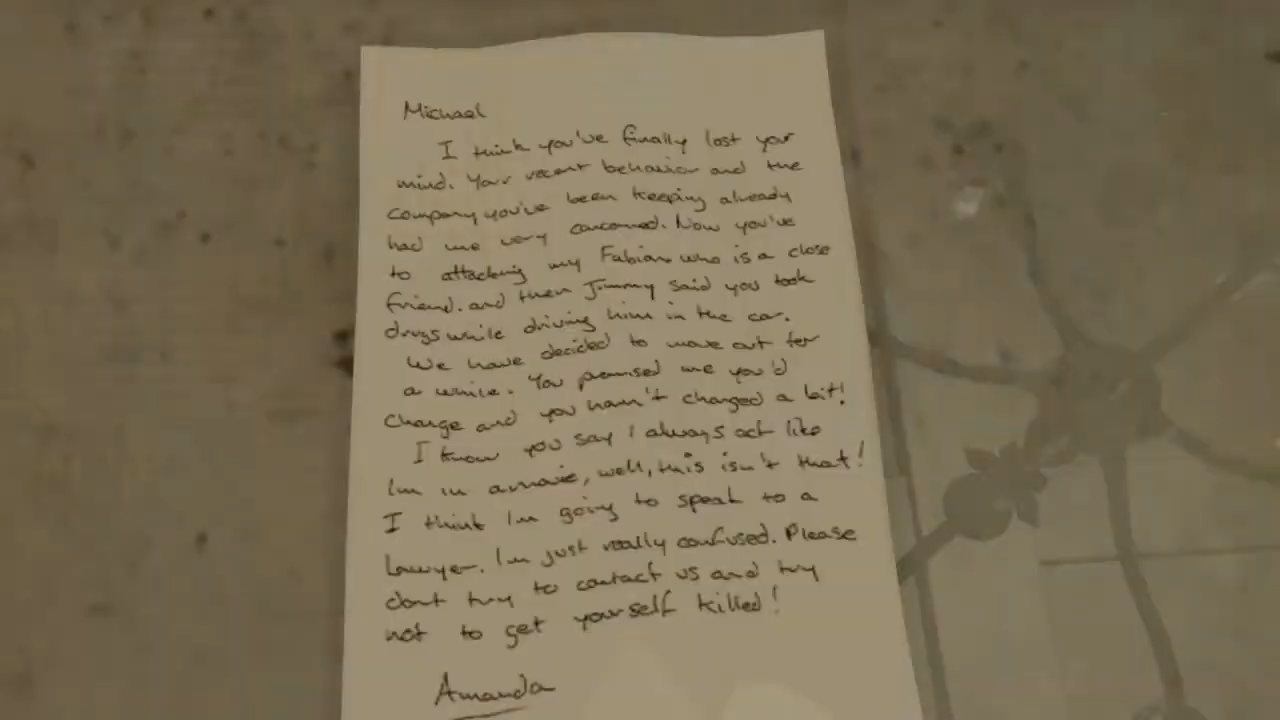 Michael
I think you've finally lost your
mind. Your recent behavior and the
company you've been keeping already
had me very concerned. Now you've
to attacking my Fabian who is a close
friend. and then Jimmy said you took
drugs while driving him in the car.
We have decided to move out for
a while. You promised me you'd
change and you havn't changed a bit!
I know you say I always act like
I'm in a movie, well, this isn't that!
I think I'm going to speak to a
lawyer. I'm just really confused. Please
dont try to contact us and try
not to get yourself killed!
Amanda